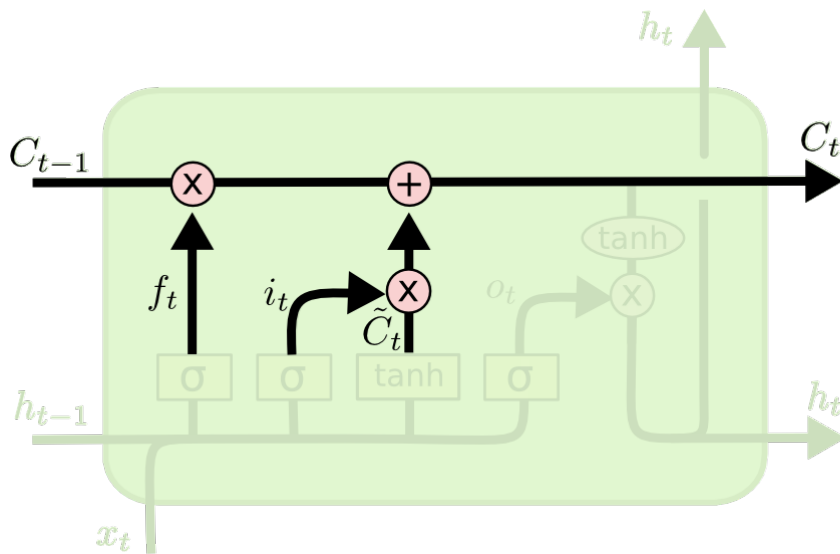 h_t
C_{t-1}
C_t
x
+
tanh
f_t
i_t
x
o_t
x
C̃_t
σ
σ
tanh
σ
h_{t-1}
h_t
x_t